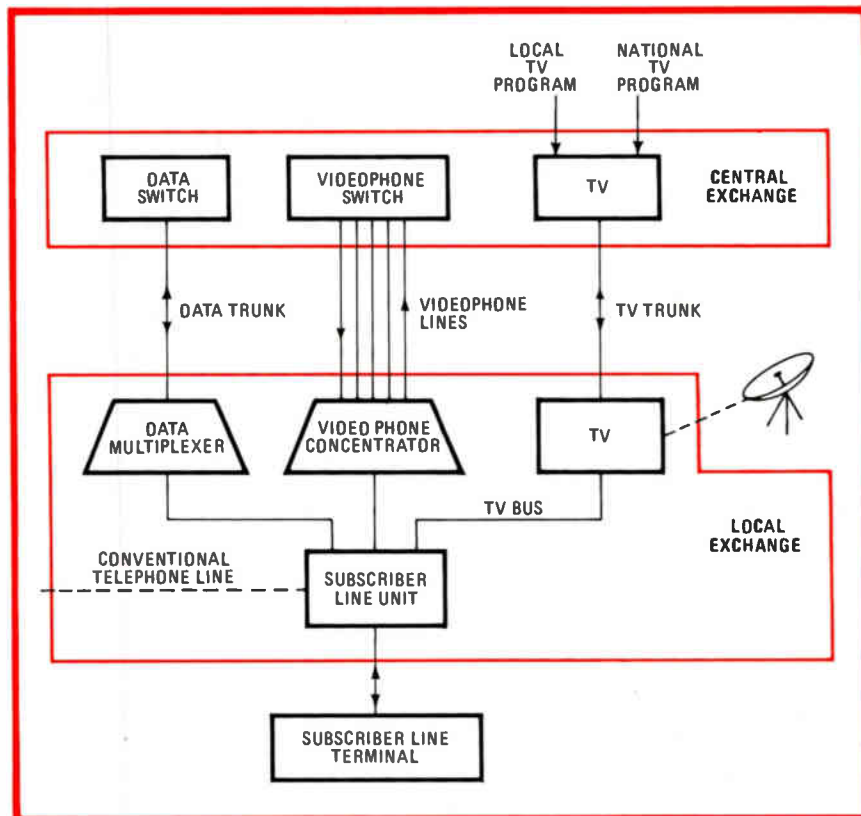 LOCAL
TV
PROGRAM
NATIONAL
TV
PROGRAM
DATA
SWITCH
VIDEOPHONE
SWITCH
TV
CENTRAL
EXCHANGE
DATA TRUNK
VIDEOPHONE
LINES
TV TRUNK
DATA
MULTIPLEXER
VIDEO PHONE
CONCENTRATOR
TV
TV BUS
LOCAL
EXCHANGE
CONVENTIONAL
TELEPHONE LINE
SUBSCRIBER
LINE UNIT
SUBSCRIBER LINE
TERMINAL